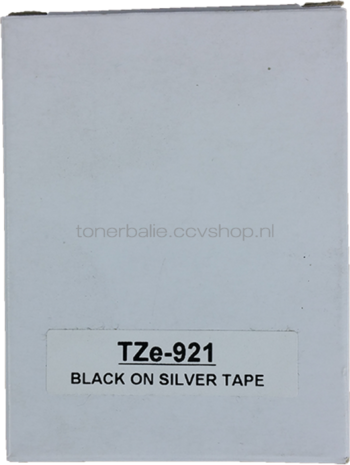 tonerbalie.ccvshop.nl
TZe-921
BLACK ON SILVER TAPE